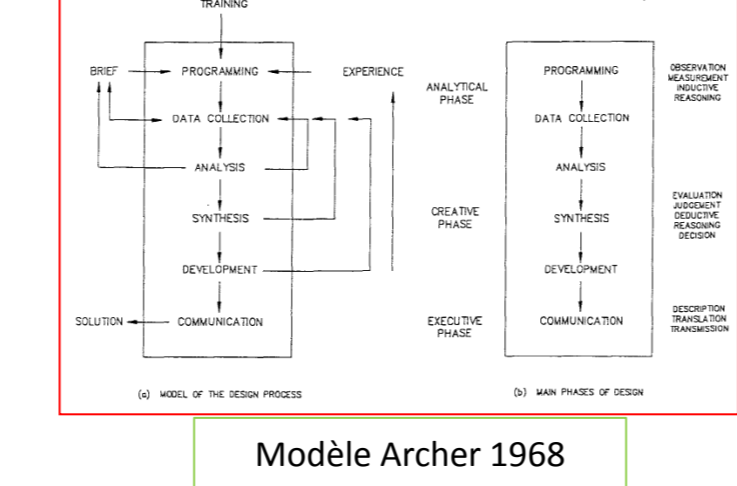 TRAINING
BRIEF
PROGRAMMING
EXPERIENCE
DATA COLLECTION
ANALYSIS
SYNTHESIS
DEVELOPMENT
SOLUTION
COMMUNICATION
(a) MODEL OF THE DESIGN PROCESS
ANALYTICAL
PHASE
CREATIVE
PHASE
EXECUTIVE
PHASE
PROGRAMMING
DATA COLLECTION
ANALYSIS
SYNTHESIS
DEVELOPMENT
COMMUNICATION
OBSERVATION
MEASUREMENT
INDUCTIVE
REASONING
EVALUATION
JUDGEMENT
DEDUCTIVE
REASONING
DECISION
DESCRIPTION
TRANSLATION
TRANSMISSION
(b) MAIN PHASES OF DESIGN
Modèle Archer 1968